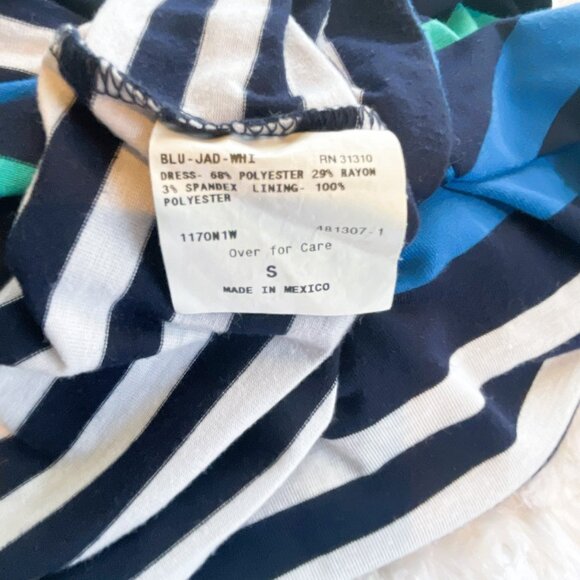 BLU-JAD-WHI RN 31310
DRESS- 68% POLYESTER 29% RAYON
3% SPANDEX LINING- 100%
POLYESTER
1170N1W 481307-1
Over for Care
S
MADE IN MEXICO